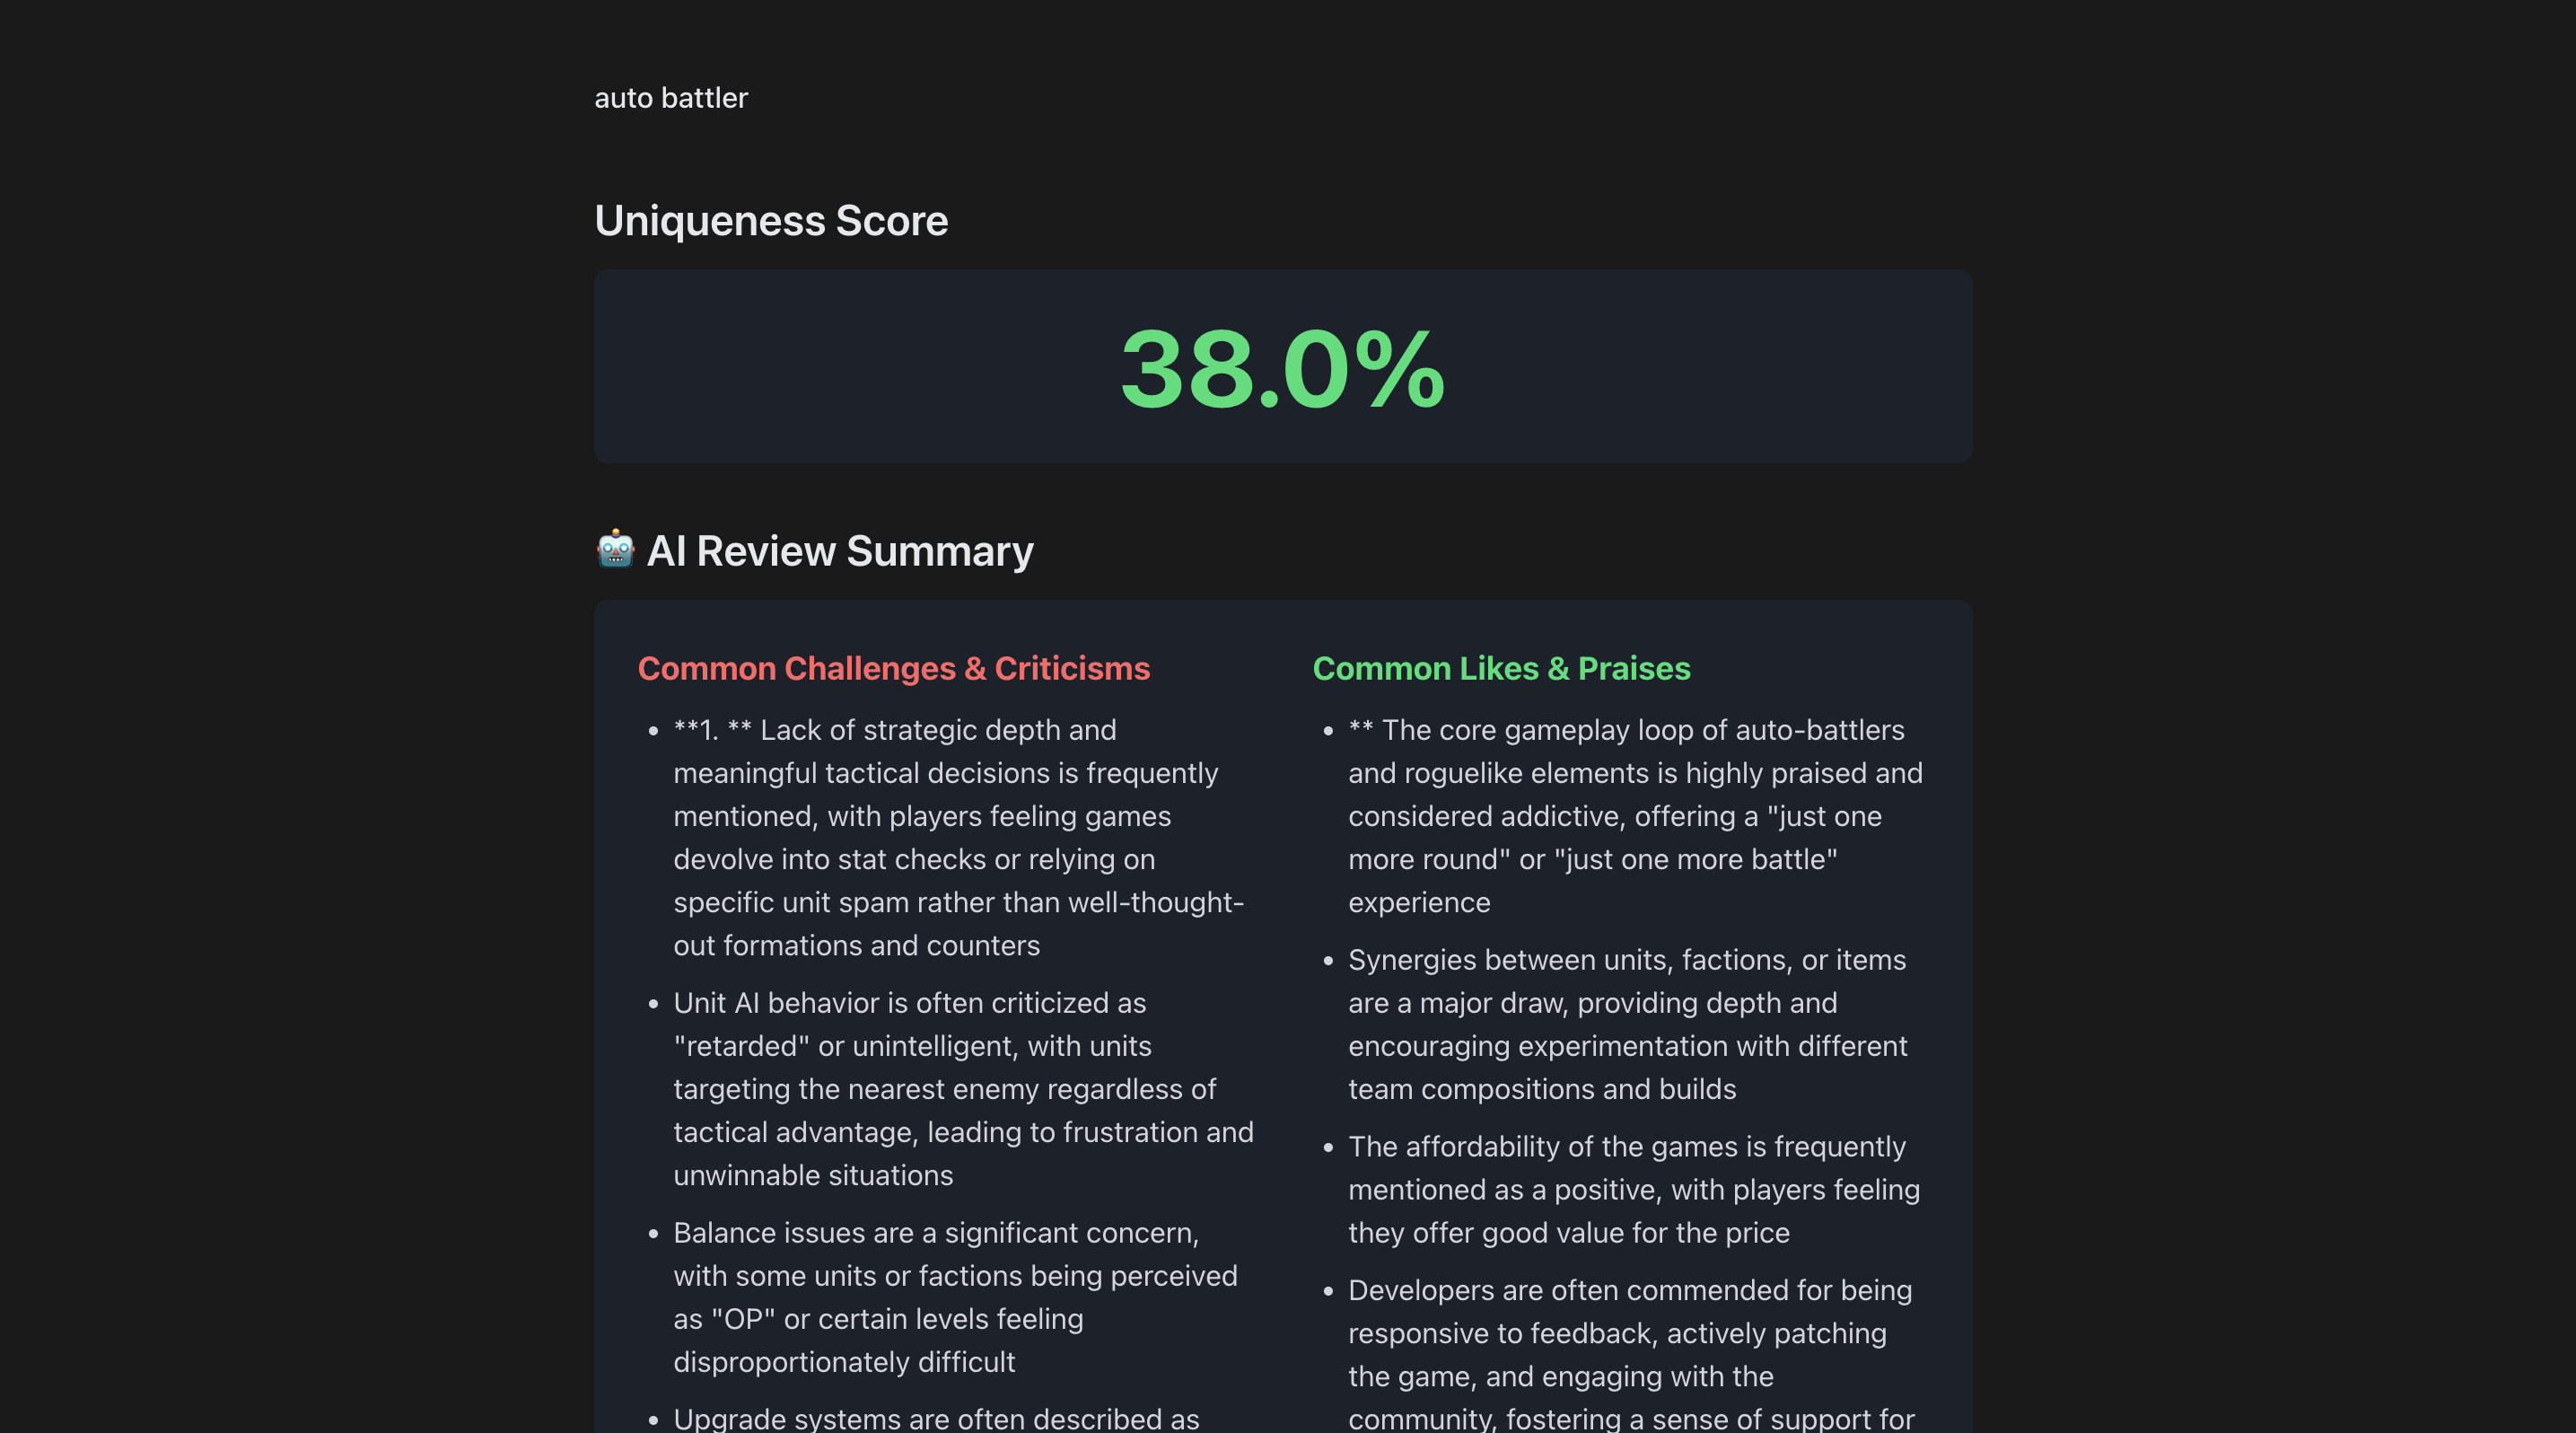 auto battler
Uniqueness Score
38.0%
🤖 AI Review Summary
Common Challenges & Criticisms
• **1. ** Lack of strategic depth and
meaningful tactical decisions is frequently
mentioned, with players feeling games
devolve into stat checks or relying on
specific unit spam rather than well-thought-
out formations and counters
• Unit AI behavior is often criticized as
"retarded" or unintelligent, with units
targeting the nearest enemy regardless of
tactical advantage, leading to frustration and
unwinnable situations
• Balance issues are a significant concern,
with some units or factions being perceived
as "OP" or certain levels feeling
disproportionately difficult
• Upgrade systems are often described as
Common Likes & Praises
• ** The core gameplay loop of auto-battlers
and roguelike elements is highly praised and
considered addictive, offering a "just one
more round" or "just one more battle"
experience
• Synergies between units, factions, or items
are a major draw, providing depth and
encouraging experimentation with different
team compositions and builds
• The affordability of the games is frequently
mentioned as a positive, with players feeling
they offer good value for the price
• Developers are often commended for being
responsive to feedback, actively patching
the game, and engaging with the
community, fostering a sense of support for